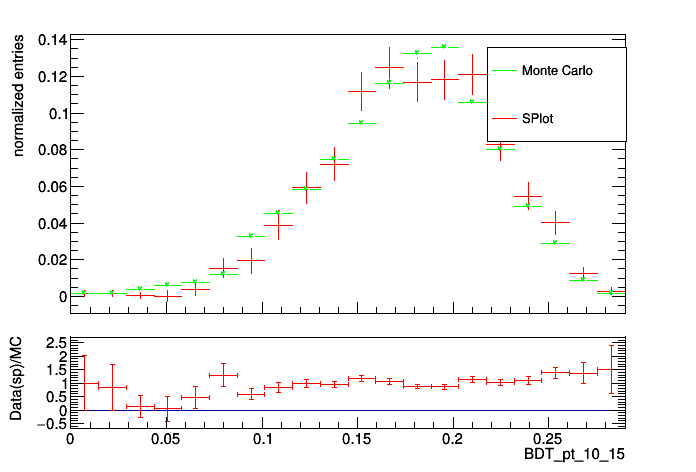 normalized entries
0.14
0.12
0.1
0.08
0.06
0.04
0.02
0
Monte Carlo
SPlot
Data(sp)/MC
2.5
2
1.5
1
0.5
0
−0.5
0 0.05 0.1 0.15 0.2 0.25
BDT_pt_10_15